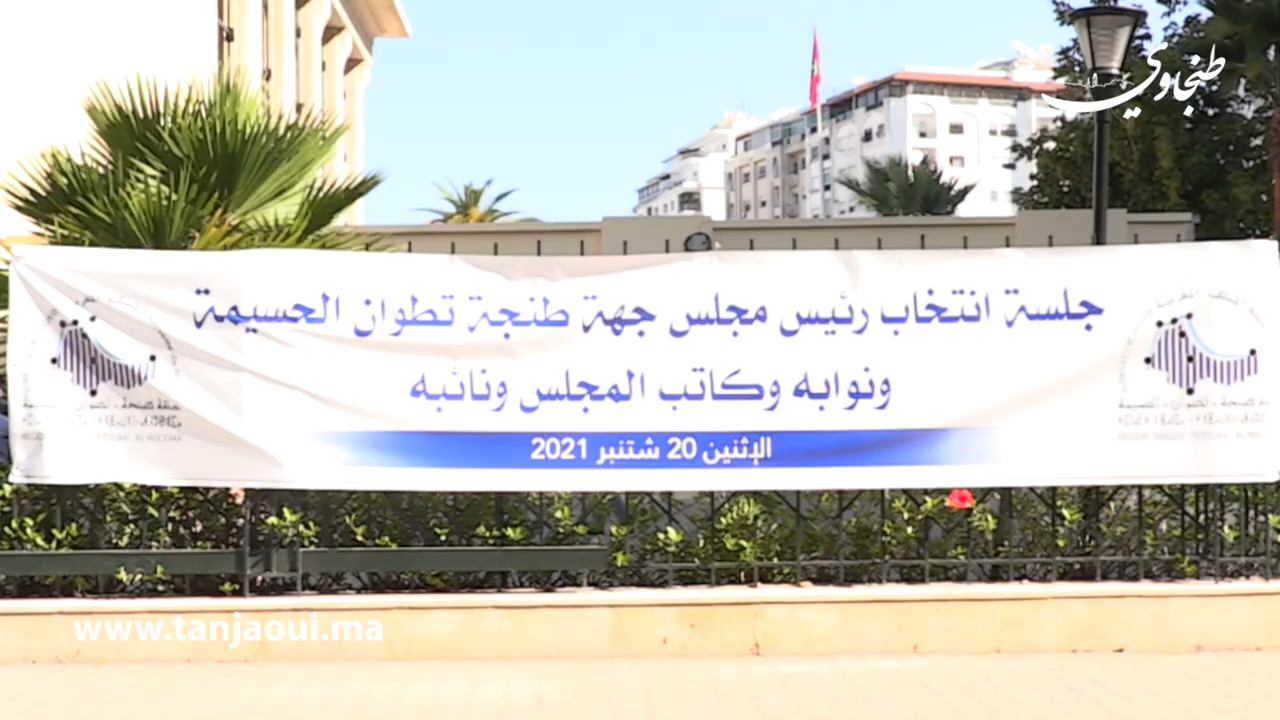 طنجاوي
جلسة انتخاب رئيس مجلس جهة طنجة تطوان الحسيمة
ونوابه وكاتب المجلس ونائبه
الإثنين 20 شتنبر 2021
www.tanjaoui.ma